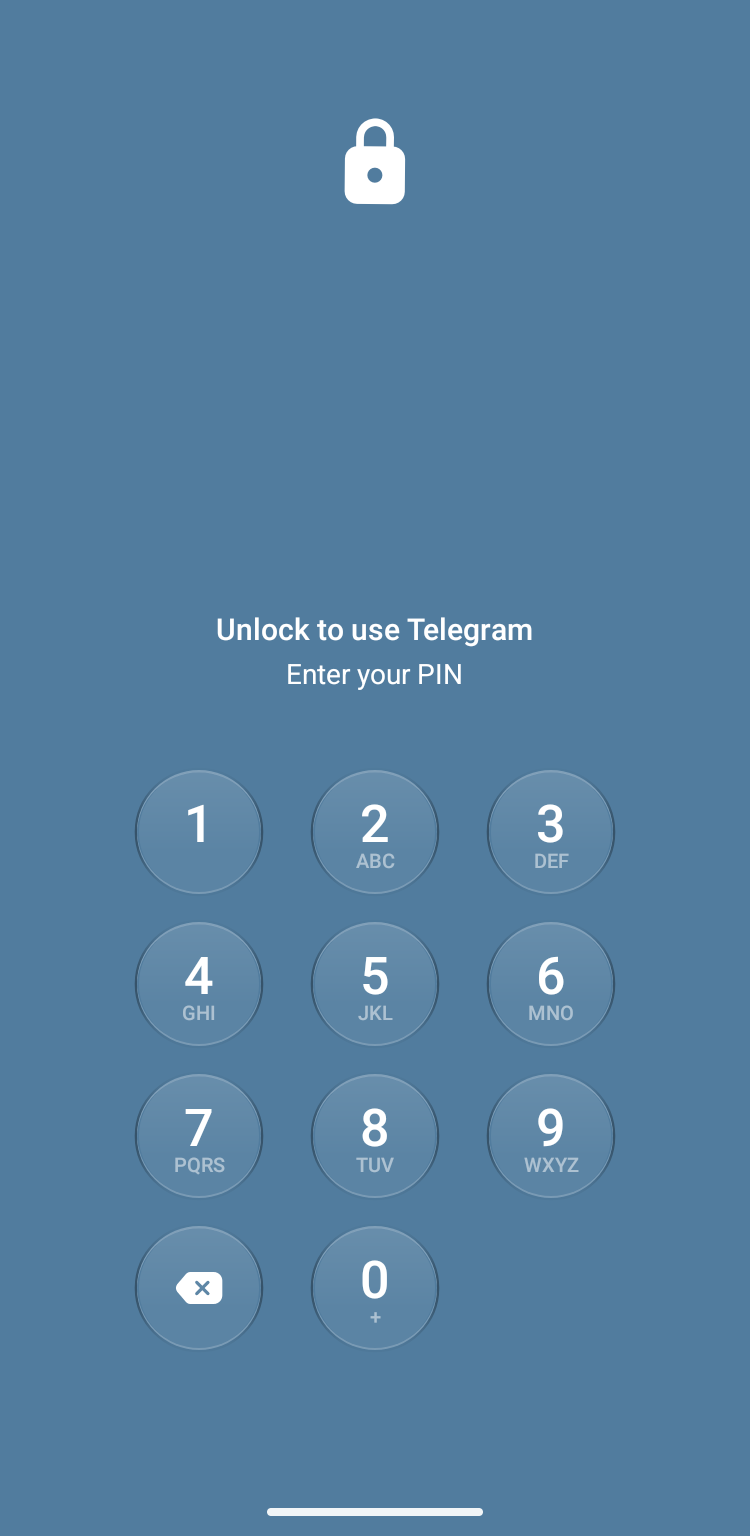 Unlock to use Telegram
Enter your PIN
1 2 3
ABC DEF
4 5 6
GHI JKL MNO
7 8 9
PQRS TUV WXYZ
0
+